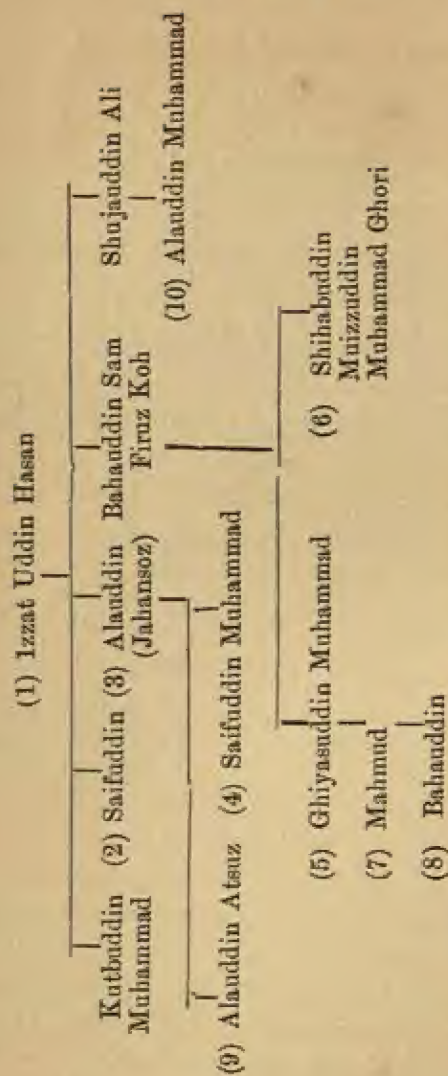 (1) Izzat Uddin Hasan
Kutbuddin (2) Saifuddin (3) Alauddin Bahauddin Sam Shujauddin Ali
Muhammad (Jahansoz) Firuz Koh
(10) Alauddin Muhammad
(9) Alauddin Atsuz (4) Saifuddin Muhammad
(5) Ghiyasuddin Muhammad (6) Shihabuddin
Muizzuddin
Muhammad Ghori
(7) Mahmud
(8) Bahauddin